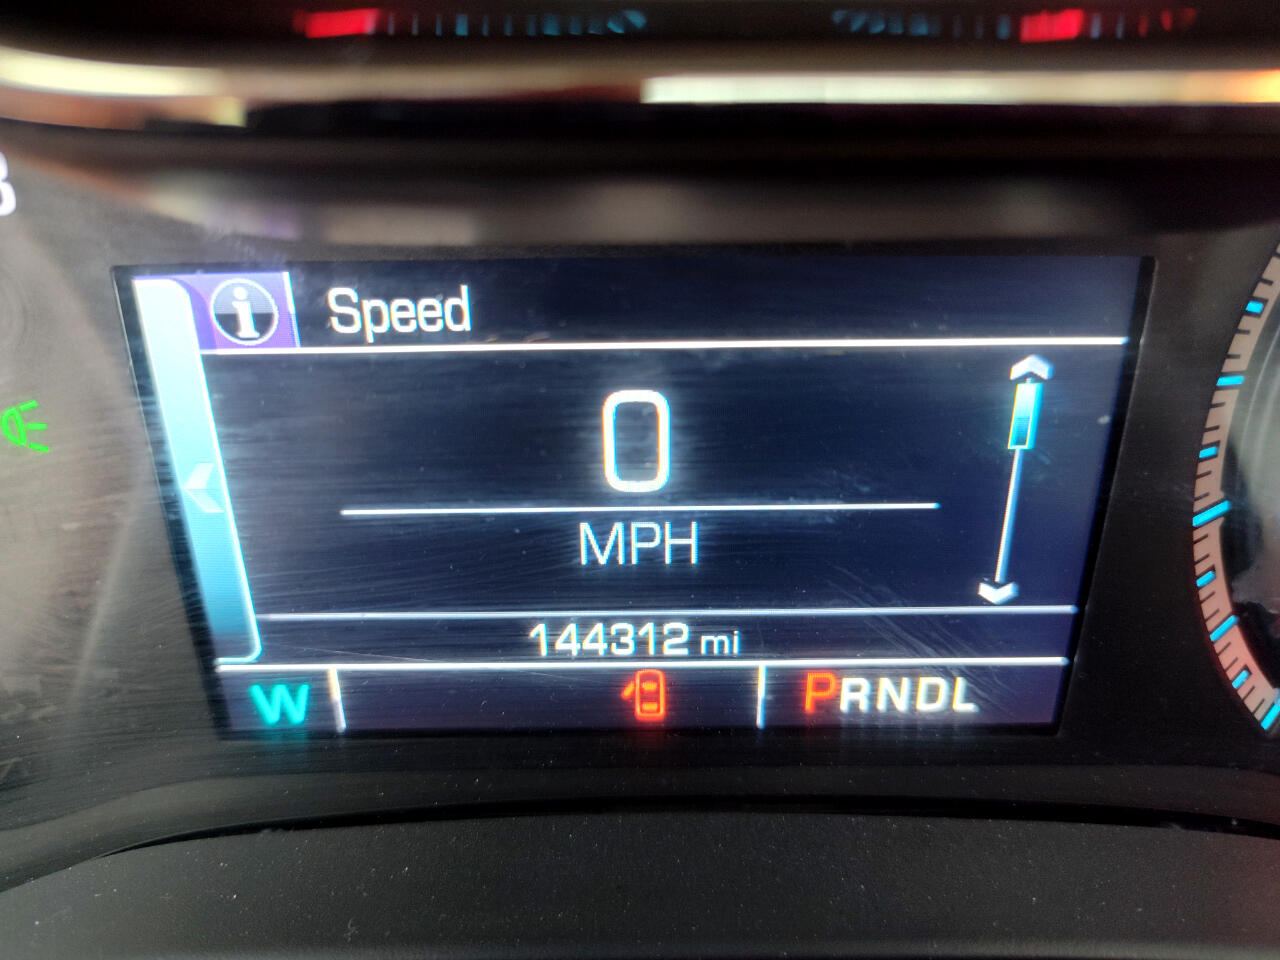 Speed
0
MPH
144312 mi
W
PRNDL